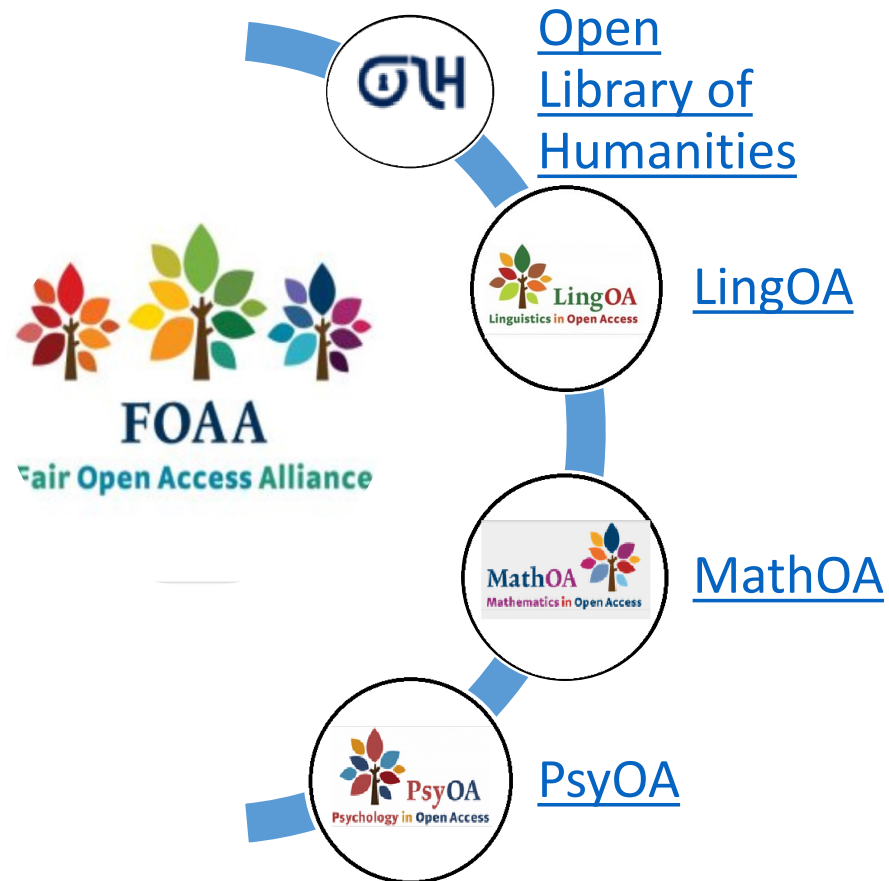 OLH
Open
Library of
Humanities
FOAA
Fair Open Access Alliance
LingOA
Linguistics in Open Access
LingOA
MathOA
Mathematics in Open Access
MathOA
PsyOA
Psychology in Open Access
PsyOA